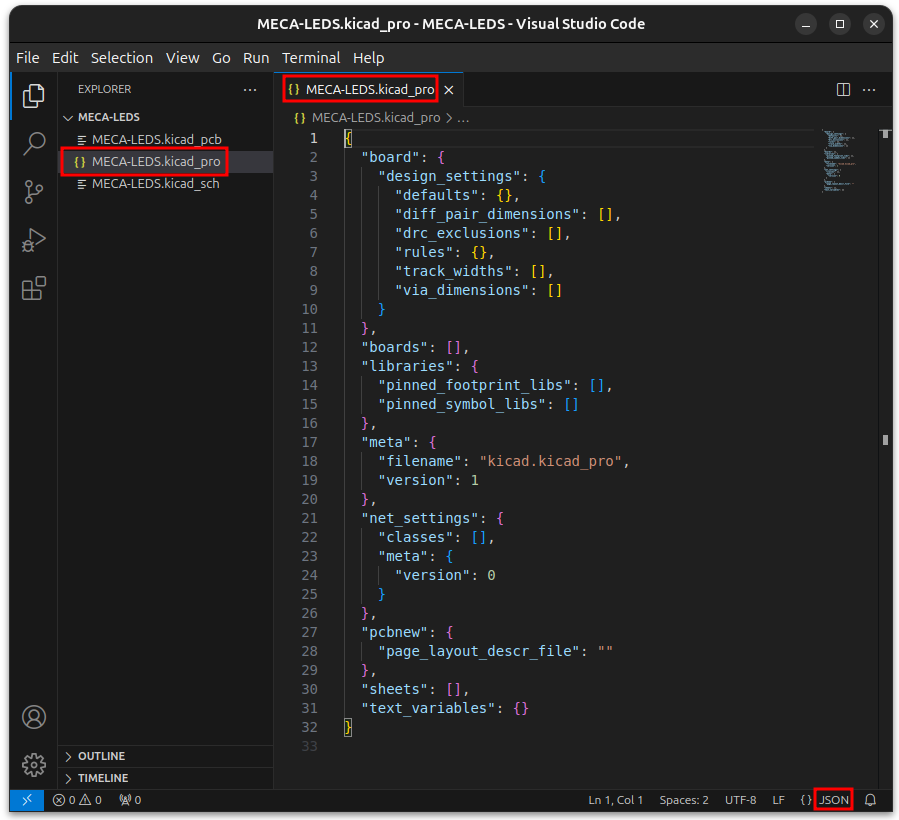 MECA-LEDS.kicad_pro - MECA-LEDS - Visual Studio Code
File Edit Selection View Go Run Terminal Help
EXPLORER
MECA-LEDS
MECA-LEDS.kicad_pcb
{} MECA-LEDS.kicad_pro
MECA-LEDS.kicad_sch
OUTLINE
TIMELINE
{} MECA-LEDS.kicad_pro
{} MECA-LEDS.kicad_pro > ...
1 {
2 "board": {
3 "design_settings": {
4 "defaults": {},
5 "diff_pair_dimensions": [],
6 "drc_exclusions": [],
7 "rules": {},
8 "track_widths": [],
9 "via_dimensions": []
10 }
11 },
12 "boards": [],
13 "libraries": {
14 "pinned_footprint_libs": [],
15 "pinned_symbol_libs": []
16 },
17 "meta": {
18 "filename": "kicad.kicad_pro",
19 "version": 1
20 },
21 "net_settings": {
22 "classes": [],
23 "meta": {
24 "version": 0
25 }
26 },
27 "pcbnew": {
28 "page_layout_descr_file": ""
29 },
30 "sheets": [],
31 "text_variables": {}
32 }
33
0 0 0 Ln 1, Col 1 Spaces: 2 UTF-8 LF {} JSON